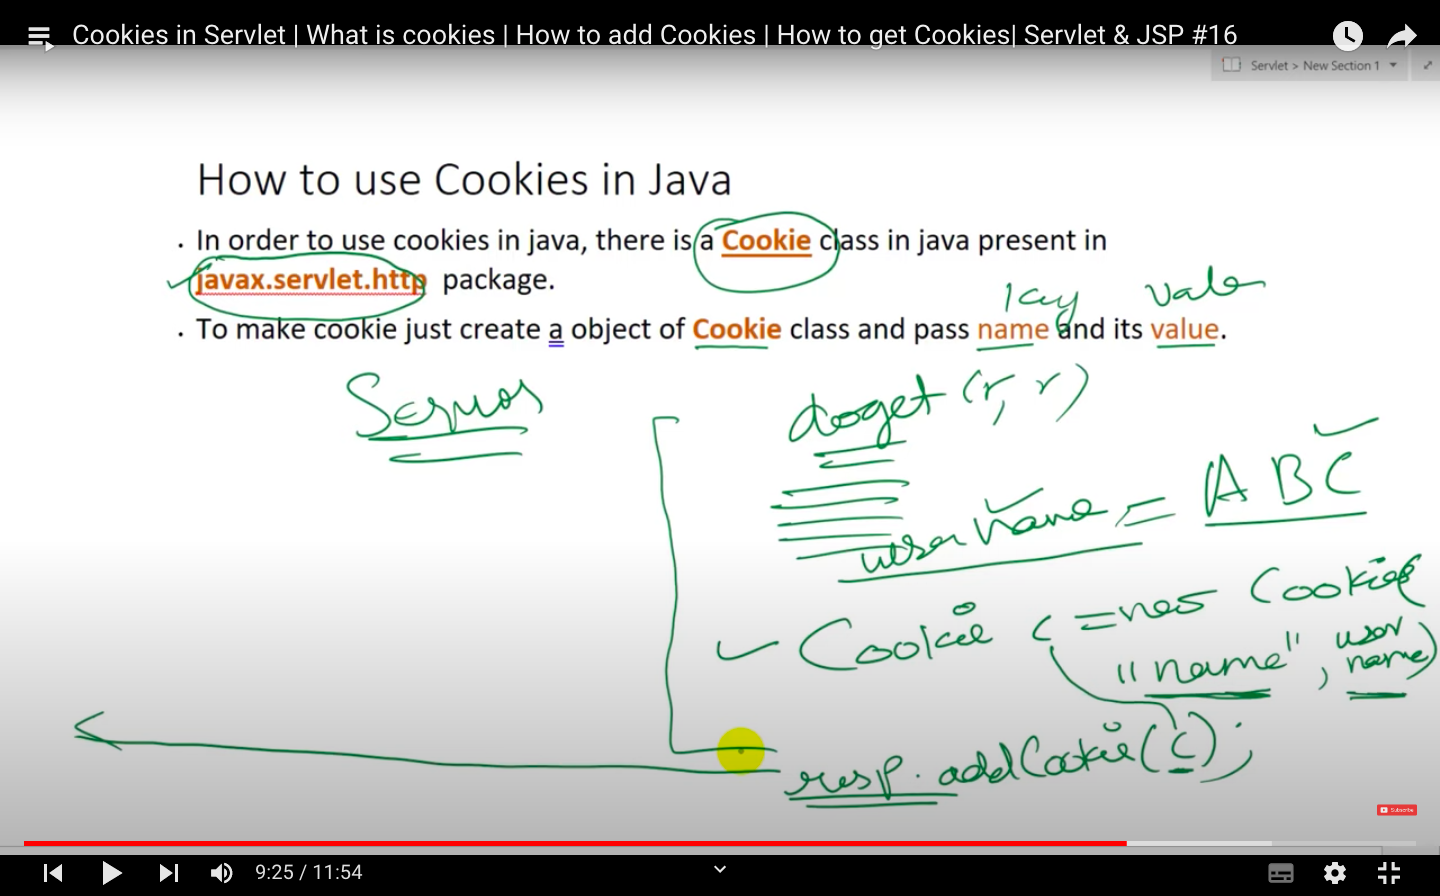 Cookies in Servlet | What is cookies | How to add Cookies | How to get Cookies| Servlet & JSP #16
Servlet > New Section 1
How to use Cookies in Java
. In order to use cookies in java, there is a Cookie class in java present in
javax.servlet.http package.
key
. To make cookie just create a object of Cookie class and pass name and its value.
doget (r, r)
username = ABC
Cookie c = new Cookie(
"name", user
name)
resp.addCookie(c);
Subscribe
9:25 / 11:54